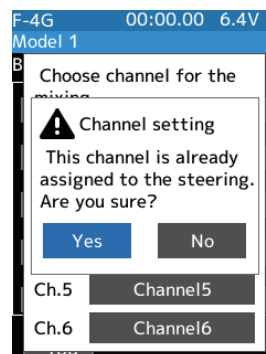 F-4G 00:00.00 6.4V
Model 1
B
Choose channel for the
mixing
Channel setting
This channel is already
assigned to the steering.
Are you sure?
Yes No
Ch.5 Channel5
Ch.6 Channel6